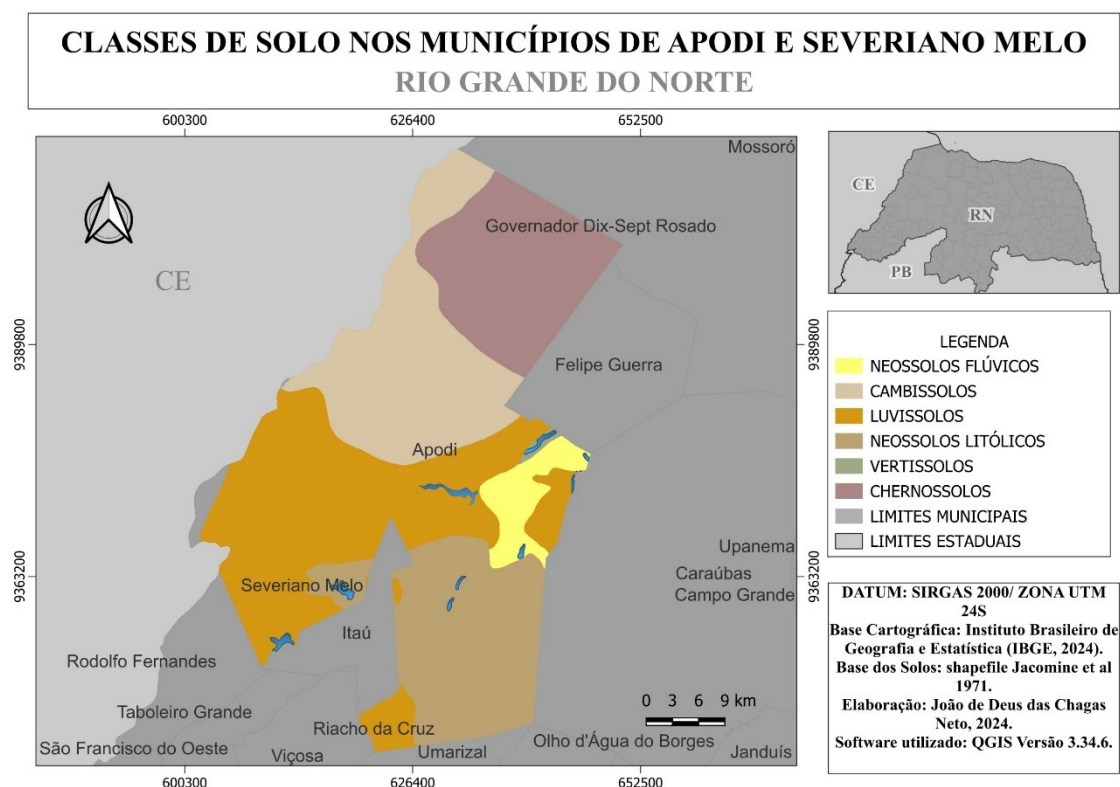 CLASSES DE SOLO NOS MUNICÍPIOS DE APODI E SEVERIANO MELO
RIO GRANDE DO NORTE
600300
626400
652500
Mossoró
Governador Dix-Sept Rosado
CE
9389800
9389800
Felipe Guerra
Apodi
Upanema
9363200
9363200
Severiano Melo
Caraúbas
Campo Grande
Itaú
Rodolfo Fernandes
Taboleiro Grande
0 3 6 9 km
Riacho da Cruz
São Francisco do Oeste
Viçosa
Umarizal
Olho d'Água do Borges
Janduís
600300
626400
652500
CE
RN
PB
LEGENDA
NEOSSOLOS FLÚVICOS
CAMBISSOLOS
LUVISSOLOS
NEOSSOLOS LITÓLICOS
VERTISSOLOS
CHERNOSSOLOS
LIMITES MUNICIPAIS
LIMITES ESTADUAIS
DATUM: SIRGAS 2000/ ZONA UTM
24S
Base Cartográfica: Instituto Brasileiro de
Geografia e Estatística (IBGE, 2024).
Base dos Solos: shapefile Jacomine et al
1971.
Elaboração: João de Deus das Chagas
Neto, 2024.
Software utilizado: QGIS Versão 3.34.6.